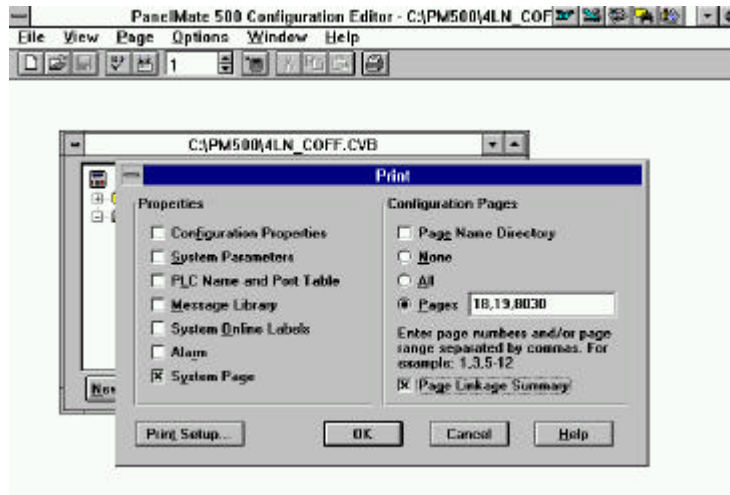 PanelMate 500 Configuration Editor - C:\PM500\4LN_COF
File View Page Options Window Help
1
C:\PM500\4LN_COFF.CVB
Print
Properties
Configuration Properties
System Parameters
PLC Name and Port Table
Message Library
System Online Labels
Alarm
System Page
Configuration Pages
Page Name Directory
None
All
Pages 18,19,8030
Enter page numbers and/or page
range separated by commas. For
example: 1,3,5-12
Page Linkage Summary
Print Setup... OK Cancel Help